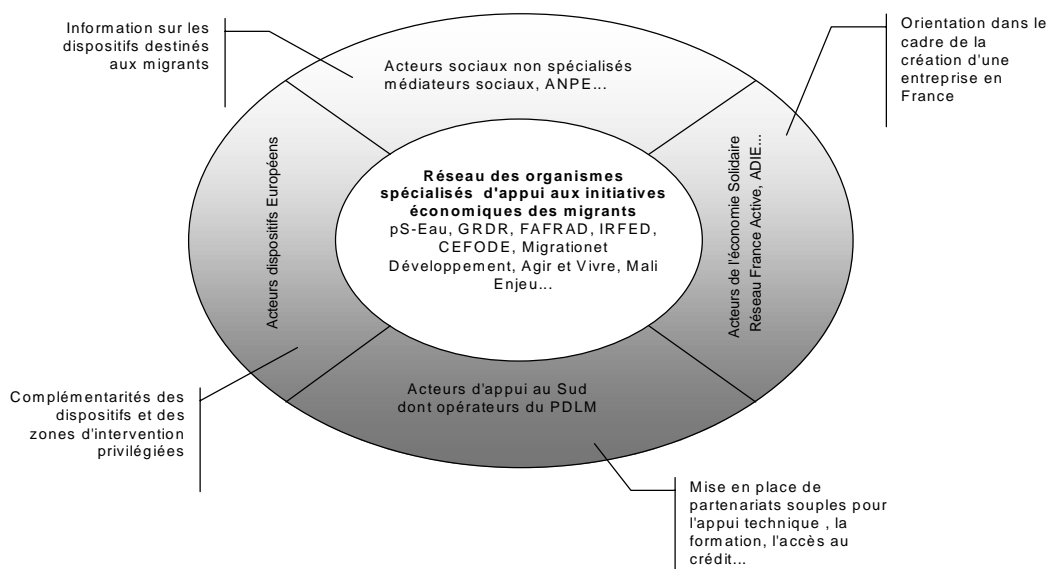 Information sur les
dispositifs destinés
aux migrants
Orientation dans le
cadre de la
création d'une
entreprise en
France
Acteurs sociaux non spécialisés
médiateurs sociaux, ANPE...
Acteurs dispositifs Européens
Réseau des organismes
spécialisés d'appui aux initiatives
économiques des migrants
pS-Eau, GRDR, FAFRAD, IRFED,
CEFODE, Migrationet
Développement, Agir et Vivre, Mali
Enjeu...
Acteurs de l'économie Solidaire
Réseau France Active, ADIE...
Acteurs d'appui au Sud
dont opérateurs du PDLM
Complémentarités des
dispositifs et des
zones d'intervention
privilégiées
Mise en place de
partenariats souples pour
l'appui technique , la
formation, l'accès au
crédit...